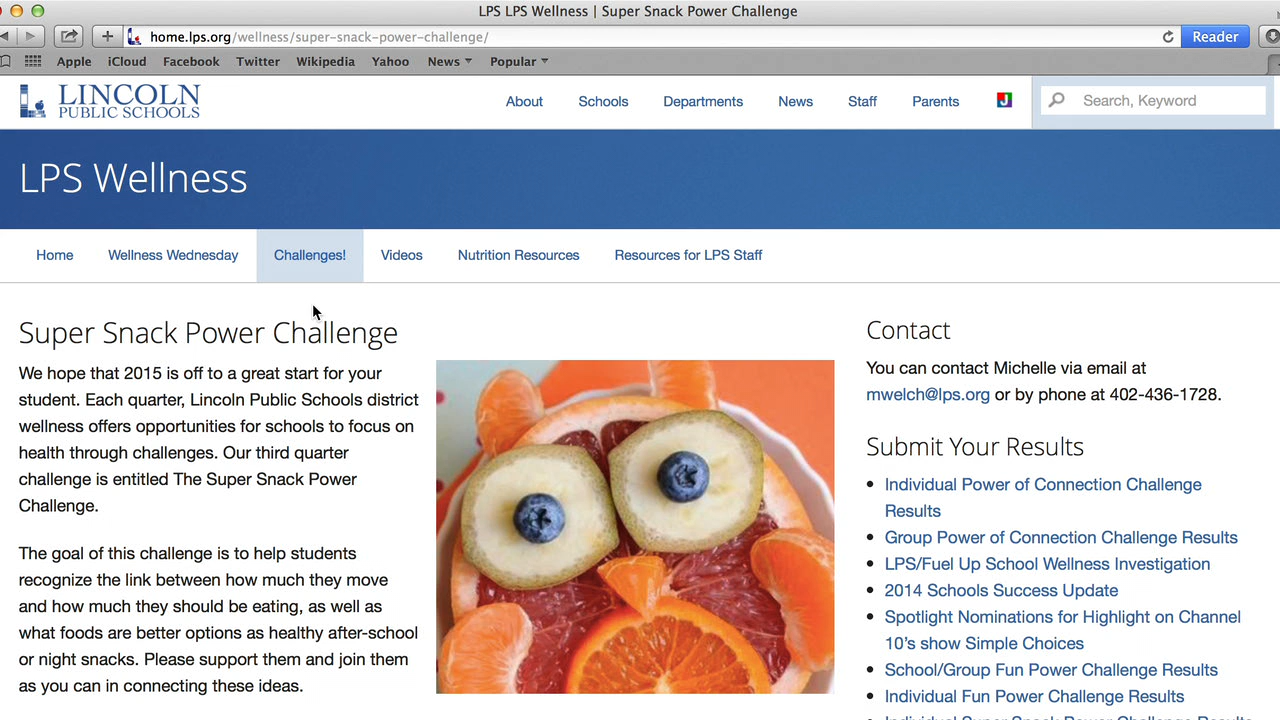 LPS LPS Wellness | Super Snack Power Challenge
home.lps.org/wellness/super-snack-power-challenge/
Reader
Apple iCloud Facebook Twitter Wikipedia Yahoo News Popular
LINCOLN
PUBLIC SCHOOLS
About Schools Departments News Staff Parents J Search, Keyword
LPS Wellness
Home Wellness Wednesday Challenges! Videos Nutrition Resources Resources for LPS Staff
Super Snack Power Challenge
We hope that 2015 is off to a great start for your
student. Each quarter, Lincoln Public Schools district
wellness offers opportunities for schools to focus on
health through challenges. Our third quarter
challenge is entitled The Super Snack Power
Challenge.
The goal of this challenge is to help students
recognize the link between how much they move
and how much they should be eating, as well as
what foods are better options as healthy after-school
or night snacks. Please support them and join them
as you can in connecting these ideas.
Contact
You can contact Michelle via email at
mwelch@lps.org or by phone at 402-436-1728.
Submit Your Results
Individual Power of Connection Challenge
Results
Group Power of Connection Challenge Results
LPS/Fuel Up School Wellness Investigation
2014 Schools Success Update
Spotlight Nominations for Highlight on Channel
10's show Simple Choices
School/Group Fun Power Challenge Results
Individual Fun Power Challenge Results
Individual Super Snack Power Challenge Results